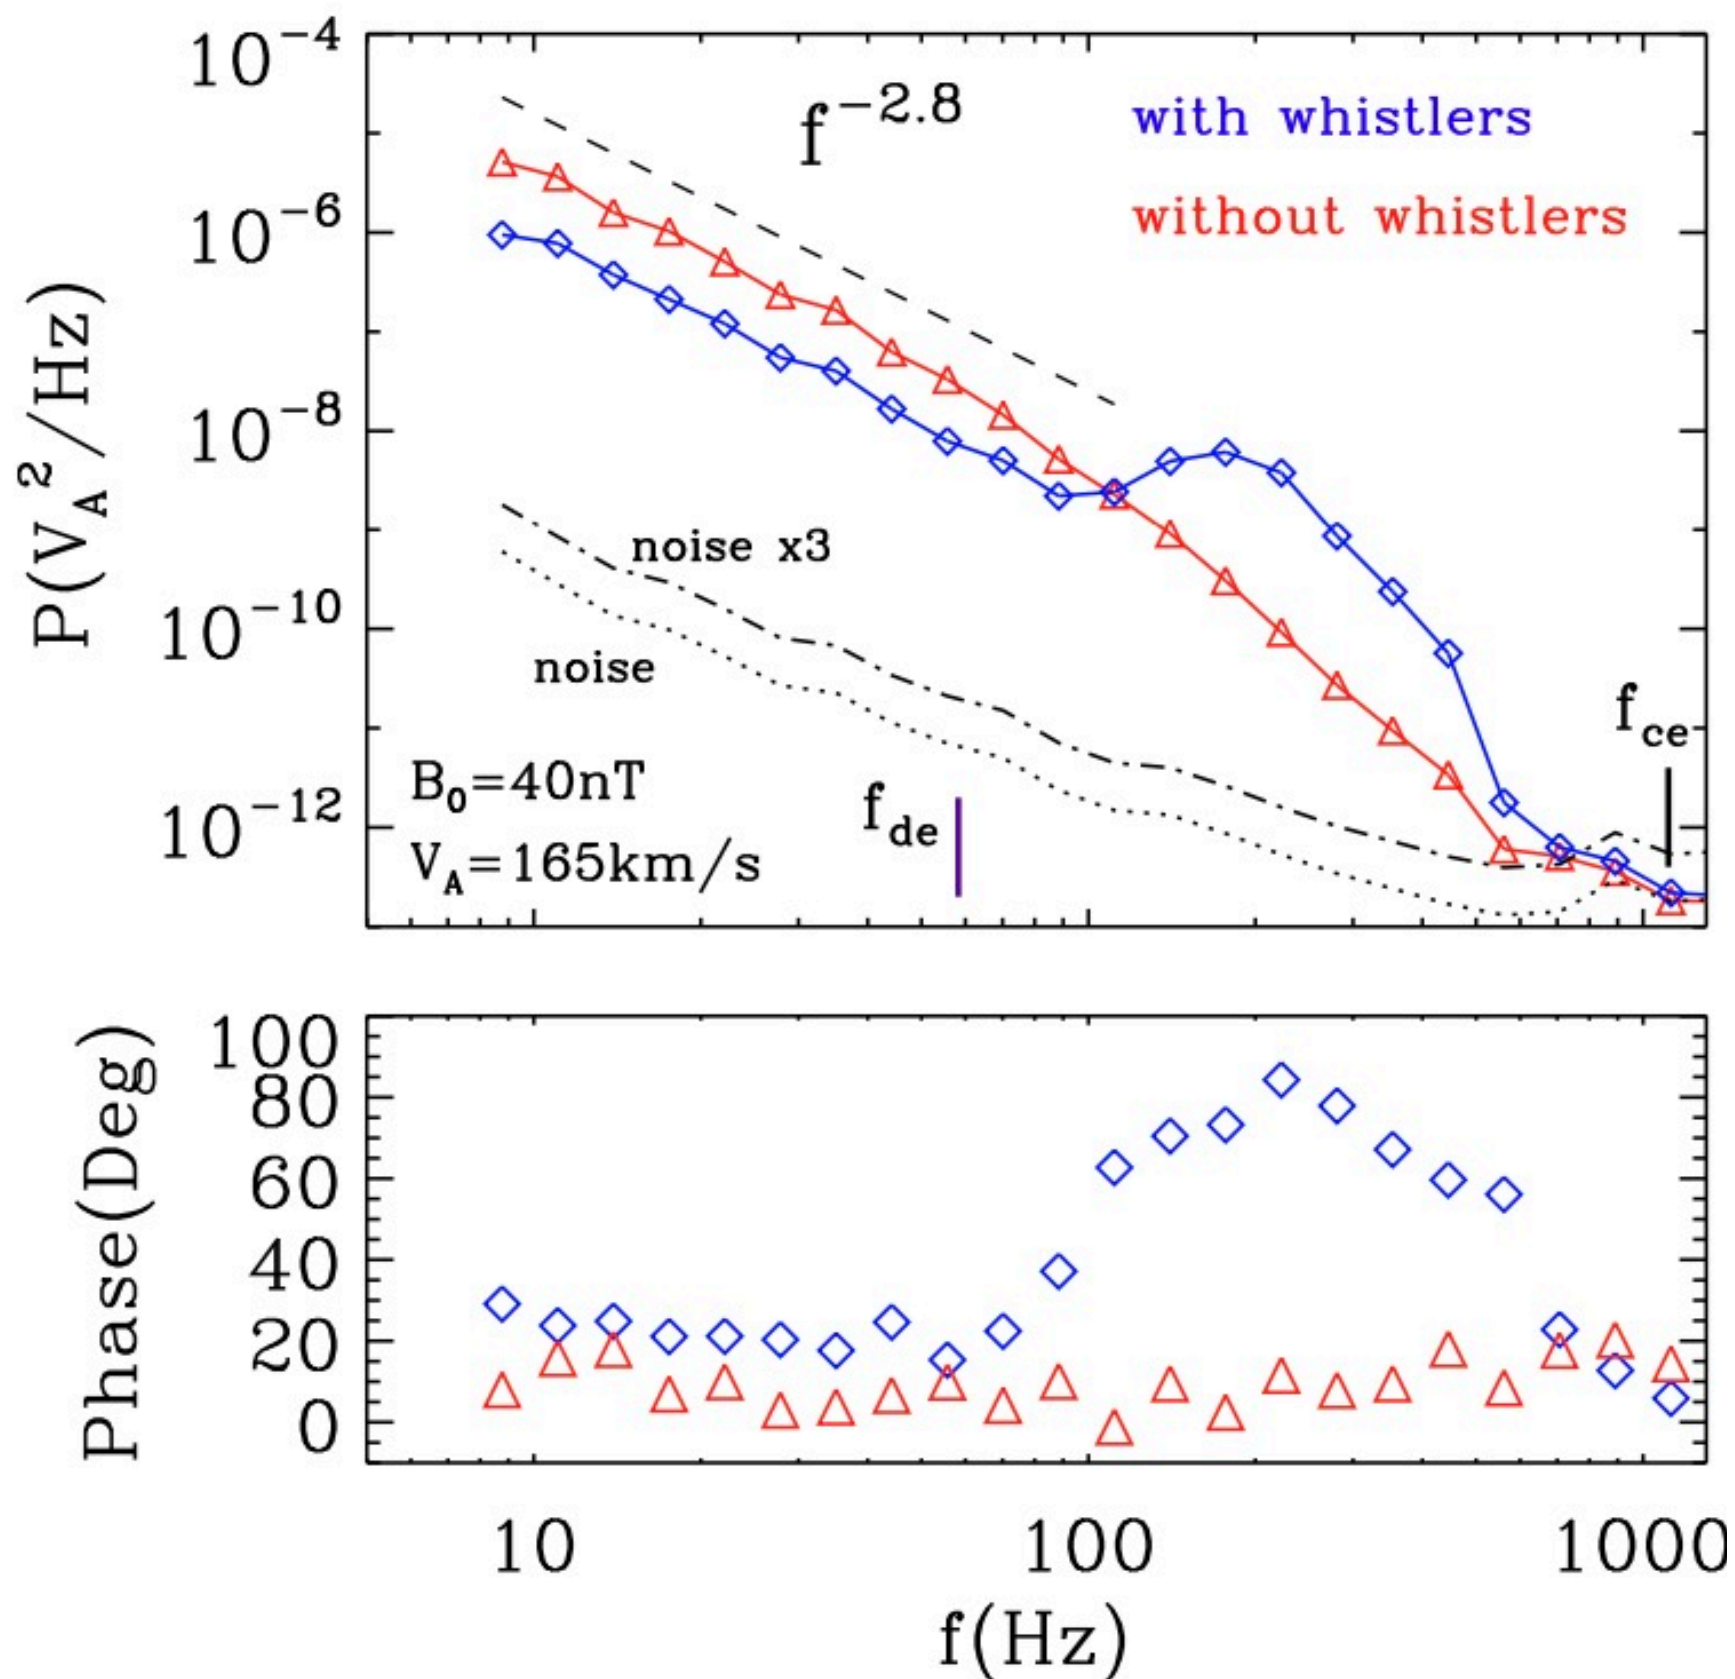 10^-4
f^-2.8
with whistlers
10^-6
without whistlers
P(V_A^2/Hz)
10^-8
noise x3
10^-10
noise
f_ce
B_0=40nT
f_de
10^-12
V_A=165km/s
100
80
60
40
20
0
Phase(Deg)
10
100
1000
f(Hz)